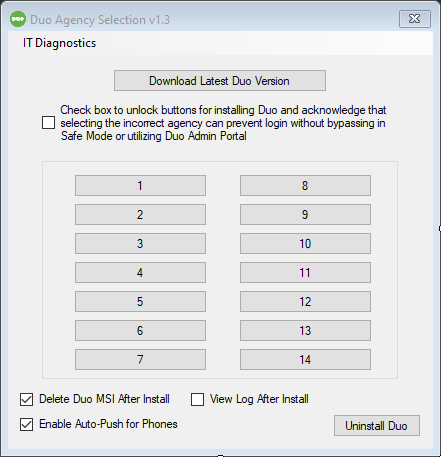 Duo Agency Selection v1.3
IT Diagnostics
Download Latest Duo Version
Check box to unlock buttons for installing Duo and acknowledge that
selecting the incorrect agency can prevent login without bypassing in
Safe Mode or utilizing Duo Admin Portal
1
8
2
9
3
10
4
11
5
12
6
13
7
14
Delete Duo MSI After Install
View Log After Install
Enable Auto-Push for Phones
Uninstall Duo